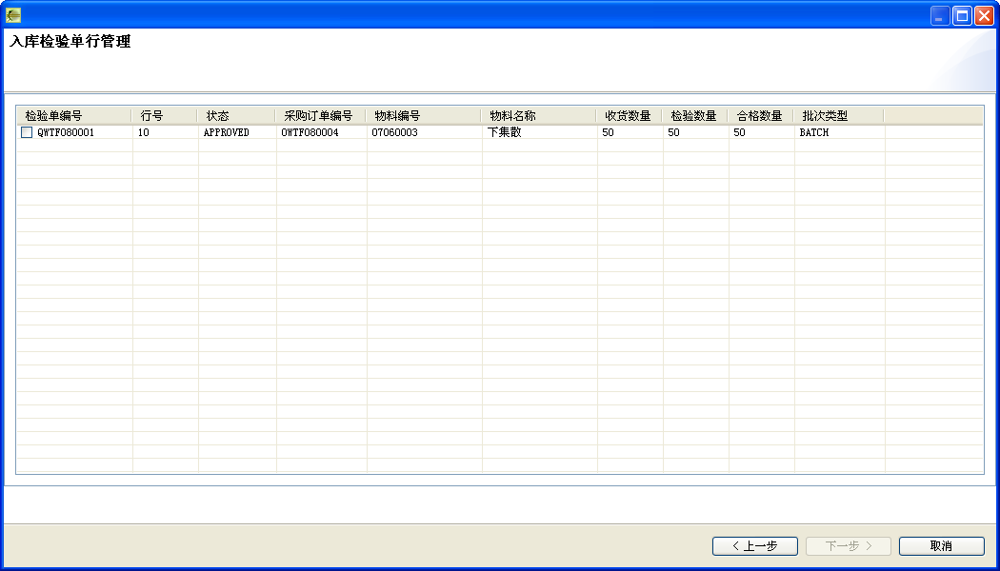 入库检验单行管理
检验单编号 行号 状态 采购订单编号 物料编号 物料名称 收货数量 检验数量 合格数量 批次类型
QWTF080001 10 APPROVED OWTF080004 07060003 下集散 50 50 50 BATCH
< 上一步 下一步 > 取消